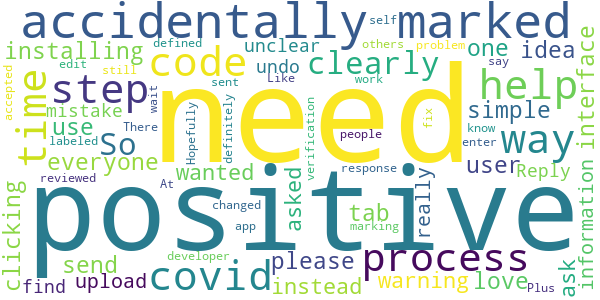 accidentally marked self
installing defined unclear code clearly one idea others problem
accepted edit step still sent undo Like work need help say
time mistake wait simple
labeled use So There Hopefully definitely verification people fix way know enter
everyone wanted response user Reply interface
reviewed At changed asked tab really
clicking app marking positive
find send developer covid please process ask information
upload instead warning love Plus